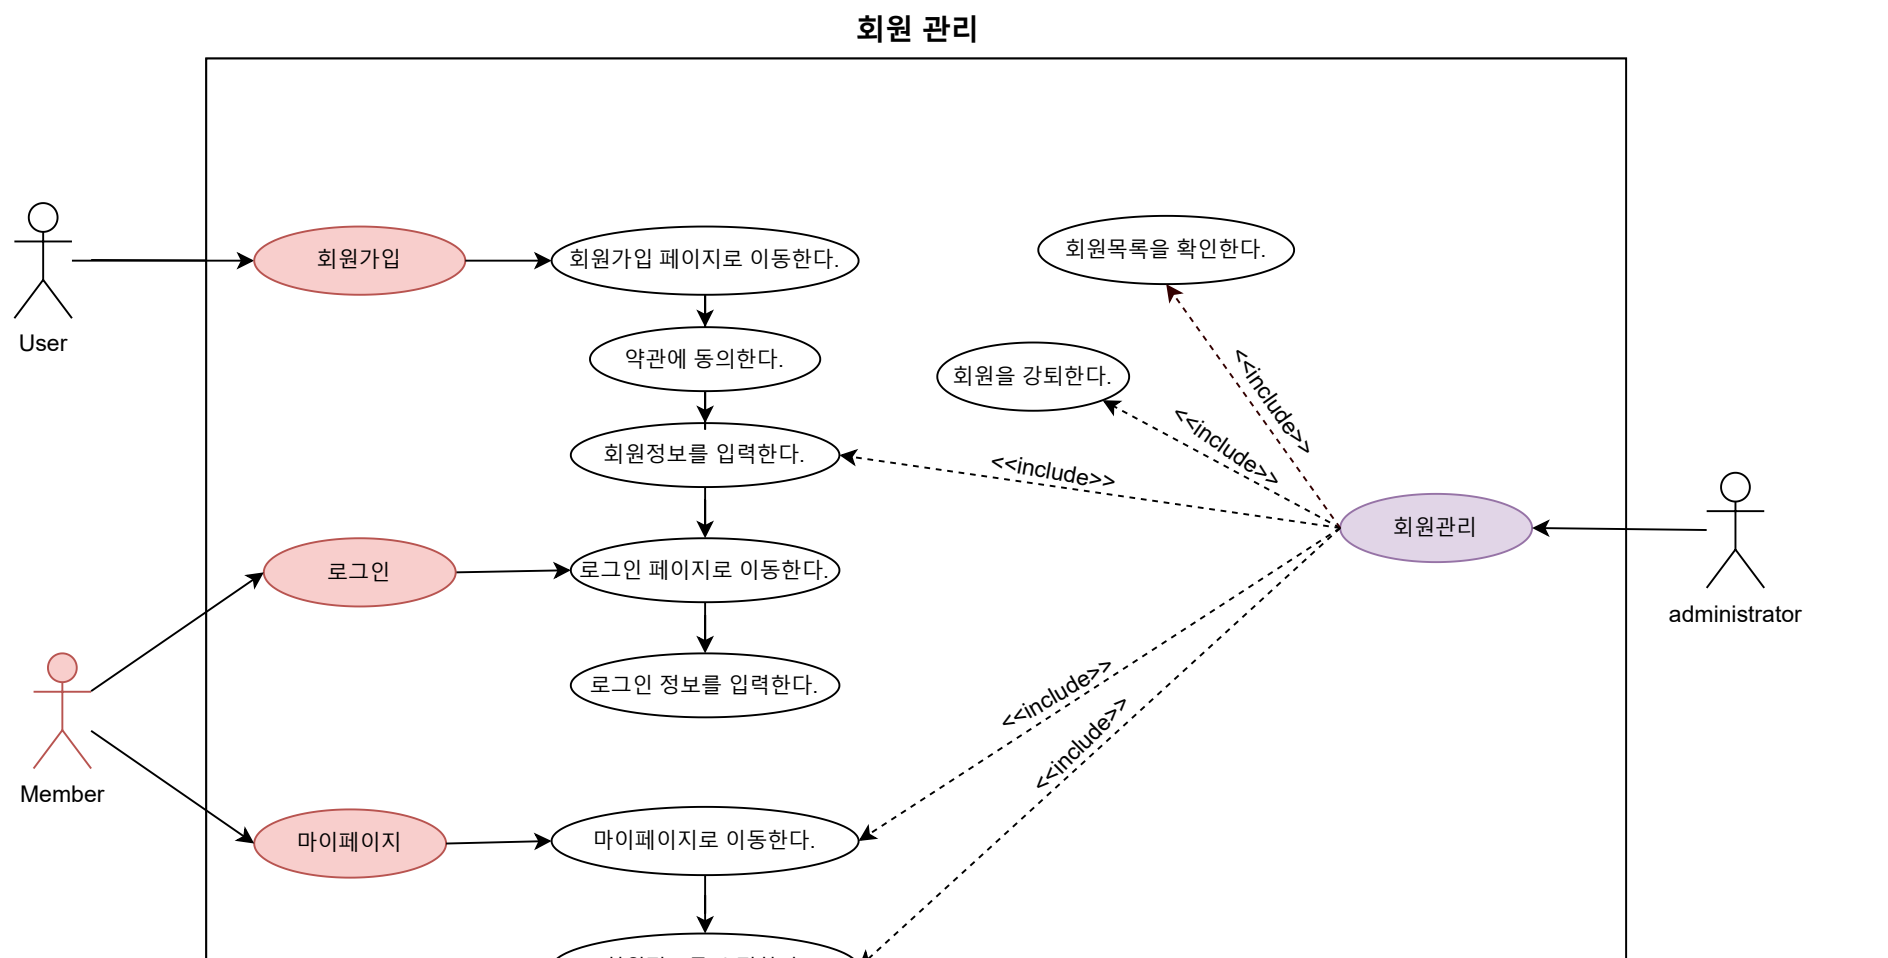 회원 관리
회원가입
회원가입 페이지로 이동한다.
회원목록을 확인한다.
User
약관에 동의한다.
회원을 강퇴한다.
<<include>>
<<include>>
회원정보를 입력한다.
<<include>>
회원관리
로그인
로그인 페이지로 이동한다.
administrator
로그인 정보를 입력한다.
<<include>>
<<include>>
Member
마이페이지
마이페이지로 이동한다.